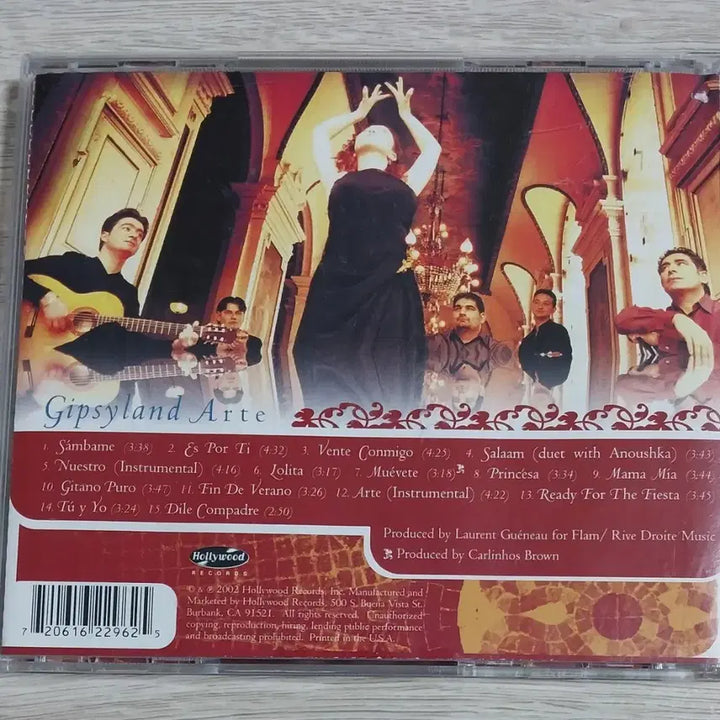 Gipsyland Arte
1. Sámbame (3:38) 2. Es Por Ti (4:32) 3. Vente Conmigo (4:25) 4. Salaam (duet with Anoushka) (3:43)
5. Nuestro (Instrumental) (4:16) 6. Lolita (3:17) 7. Muévete (3:18) 8. Princesa (3:34) 9. Mama Mia (3:44)
10. Gitano Puro (3:47) 11. Fin De Verano (3:26) 12. Arte (Instrumental) (4:22) 13. Ready For The Fiesta (3:45)
14. Tú y Yo (3:24) 15. Dile Compadre (2:50)
Produced by Laurent Guéneau for Flam/ Rive Droite Music
Produced by Carlinhos Brown
Hollywood
RECORDS
© & ℗ 2002 Hollywood Records, Inc. Manufactured and
Marketed by Hollywood Records, 500 S. Buena Vista St.
Burbank, CA 91521. All rights reserved. Unauthorized
copying, reproduction, hiring, lending public performance
and broadcasting prohibited. Printed in the U.S.A.
7 20616 22962 5